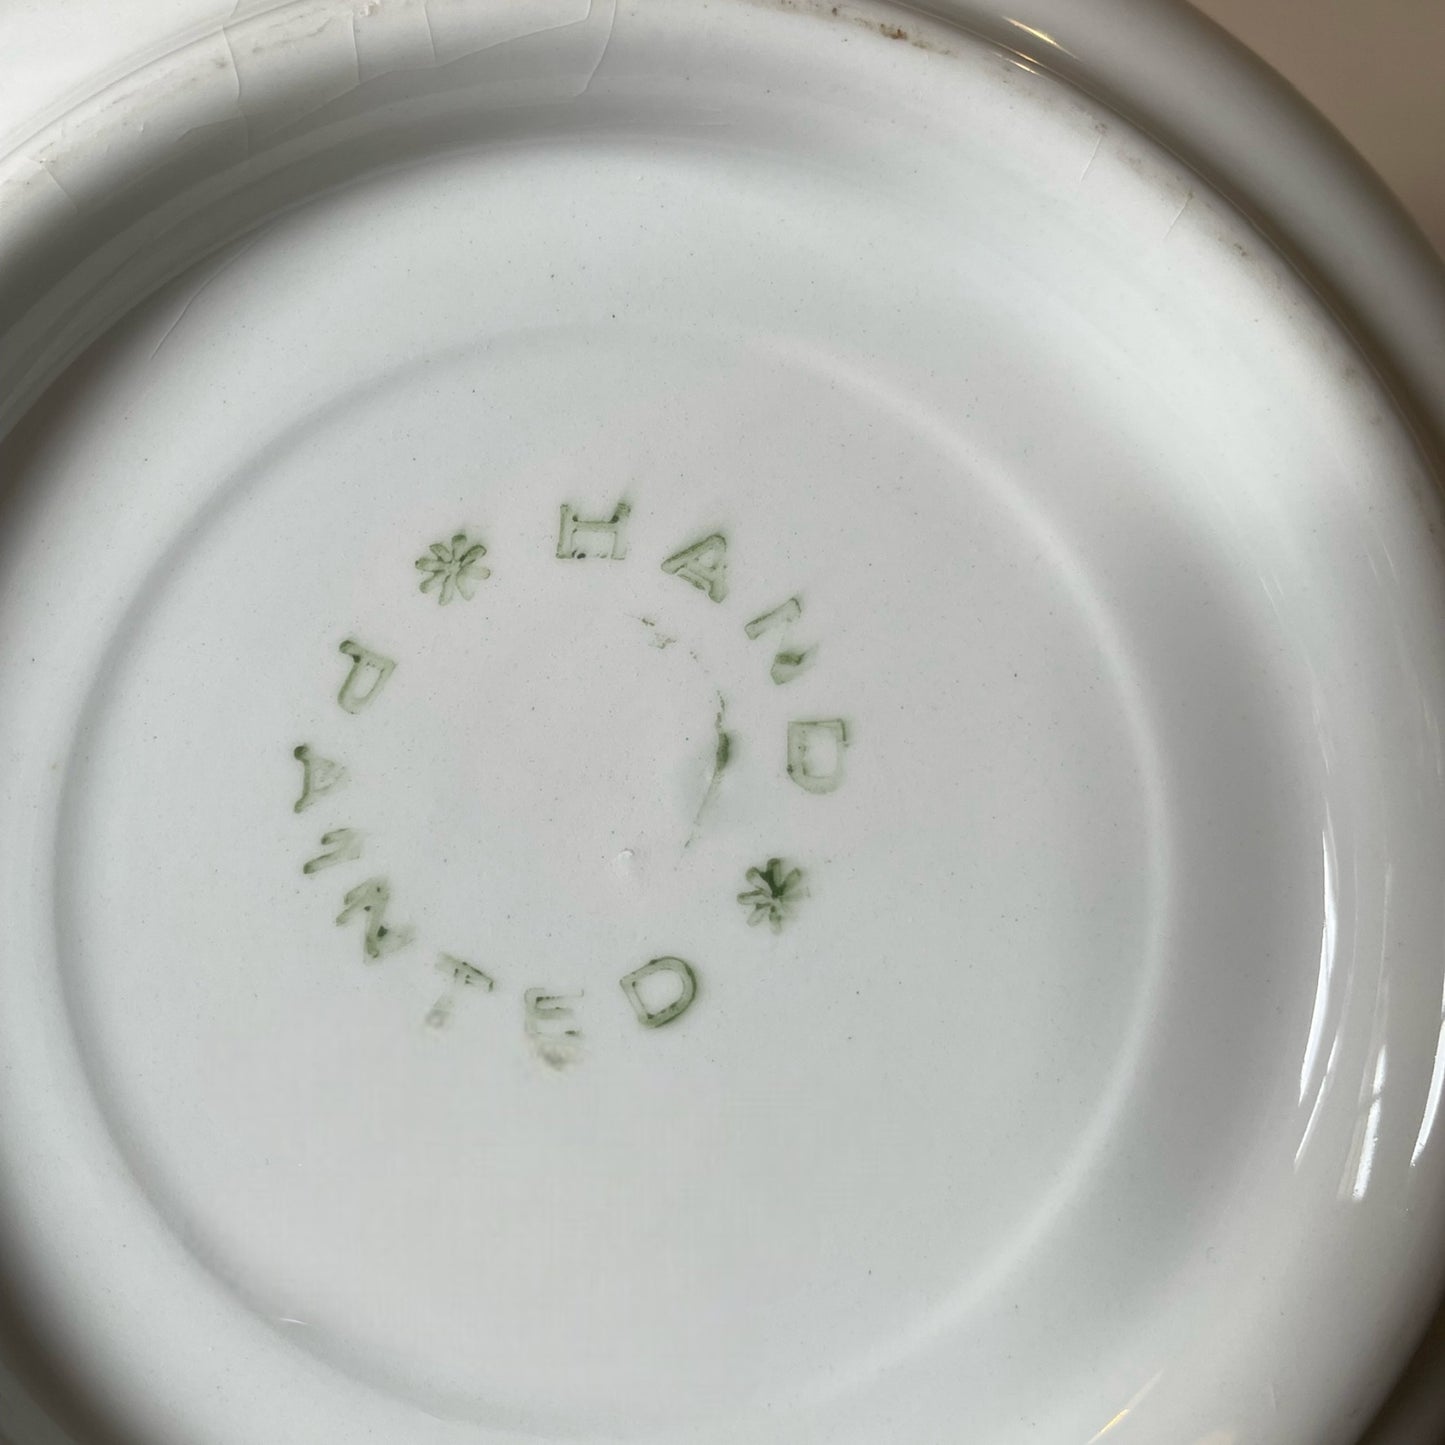 * HAND *
PAINTED